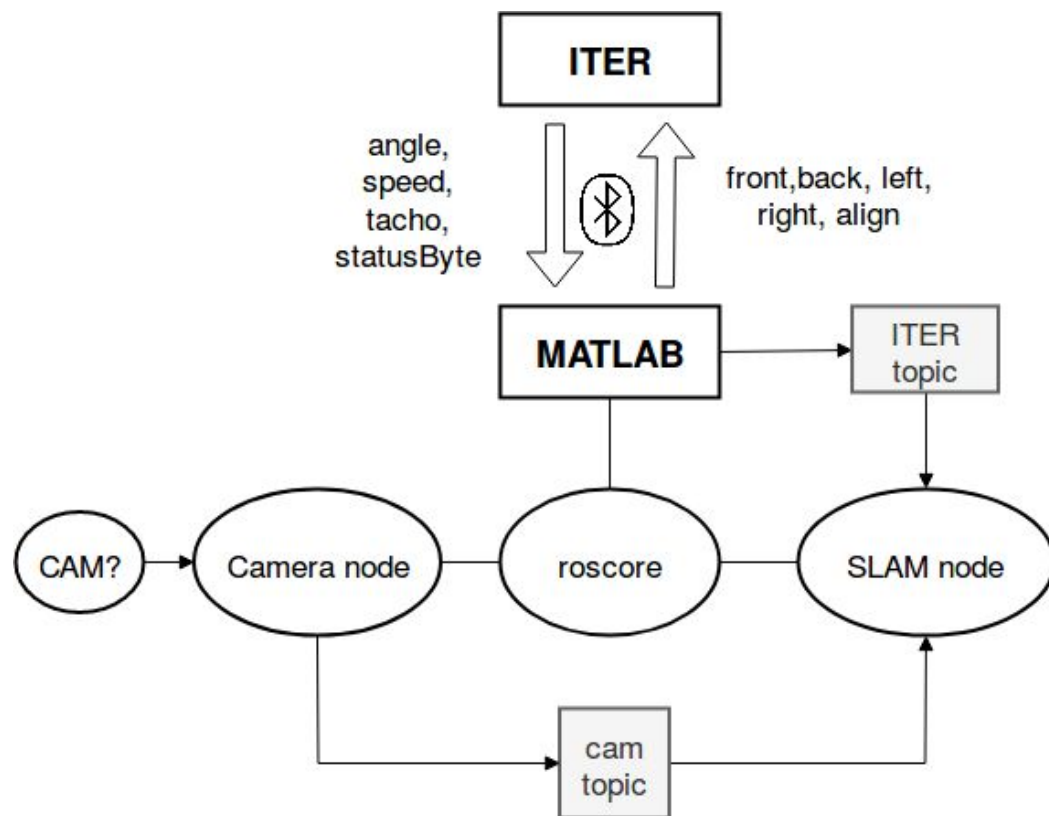 ITER
angle,
speed,
tacho,
statusByte
front,back, left,
right, align
MATLAB
ITER
topic
CAM?
Camera node
roscore
SLAM node
cam
topic